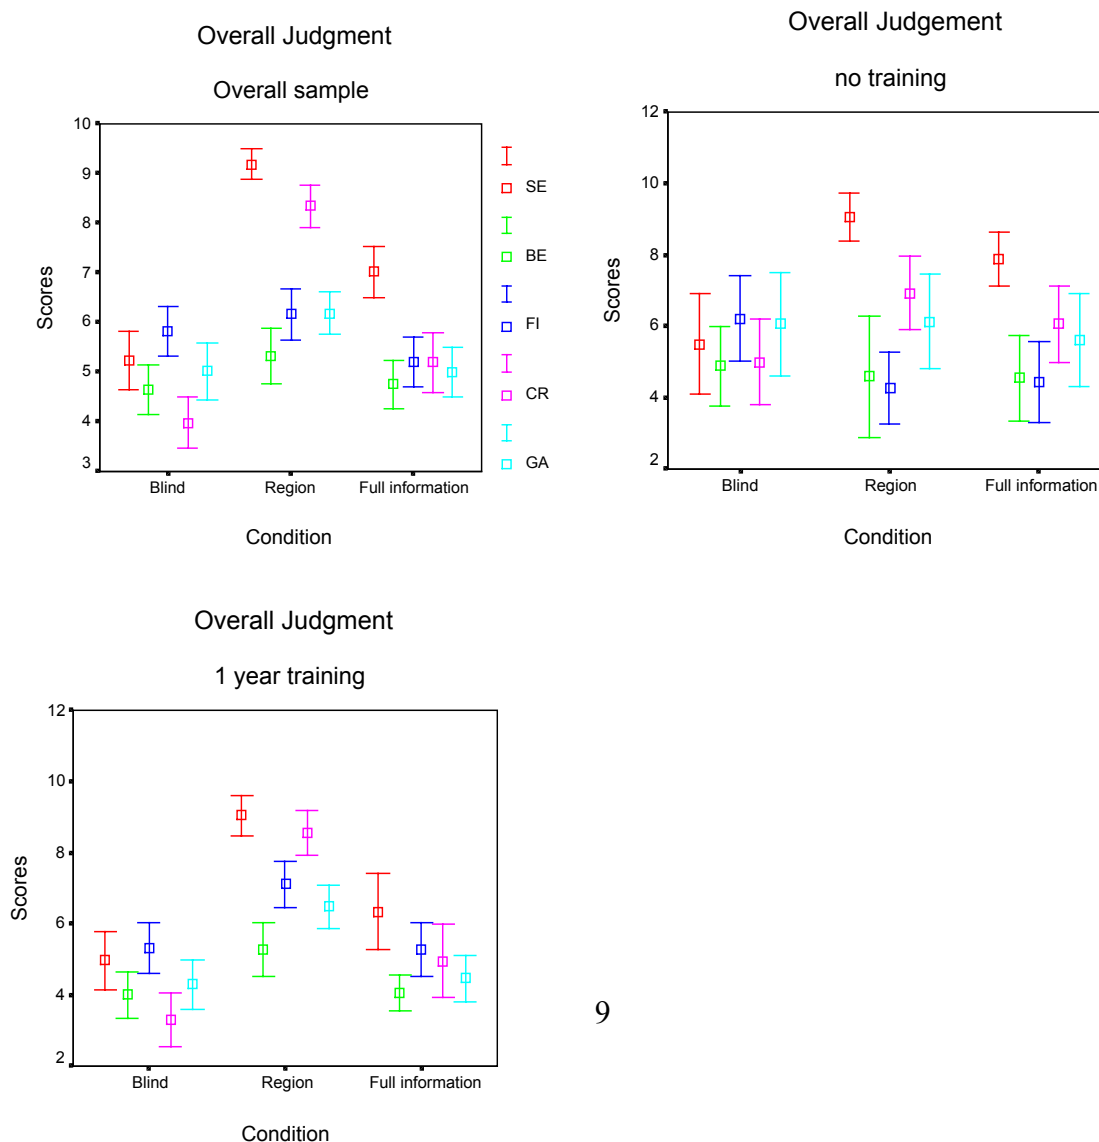 Overall Judgment
Overall sample
10
9
8
7
6
5
4
3
Scores
Blind
Region
Full information
Condition
SE
BE
FI
CR
GA
Overall Judgement
no training
12
10
8
6
4
2
Scores
Blind
Region
Full information
Condition
Overall Judgment
1 year training
12
10
8
6
4
2
Scores
Blind
Region
Full information
Condition
9